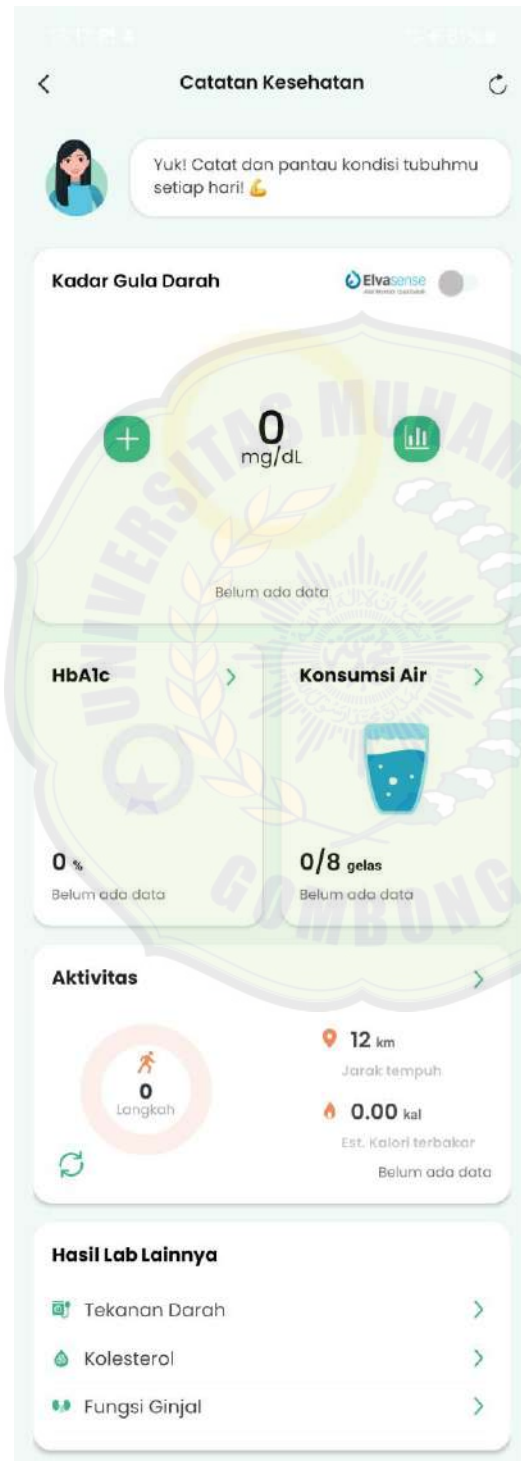 Catatan Kesehatan
Yuk! Catat dan pantau kondisi tubuhmu
setiap hari! 💪
Kadar Gula Darah
Elvasense
0
mg/dL
Belum ada data
HbA1c
Konsumsi Air
0 %
0/8 gelas
Belum ada data
Belum ada data
Aktivitas
12 km
Jarak tempuh
0
Langkah
0.00 kal
Est. Kalori terbakar
Belum ada data
Hasil Lab Lainnya
Tekanan Darah
Kolesterol
Fungsi Ginjal
UNIVERSITAS MUHAM
GOMBONG